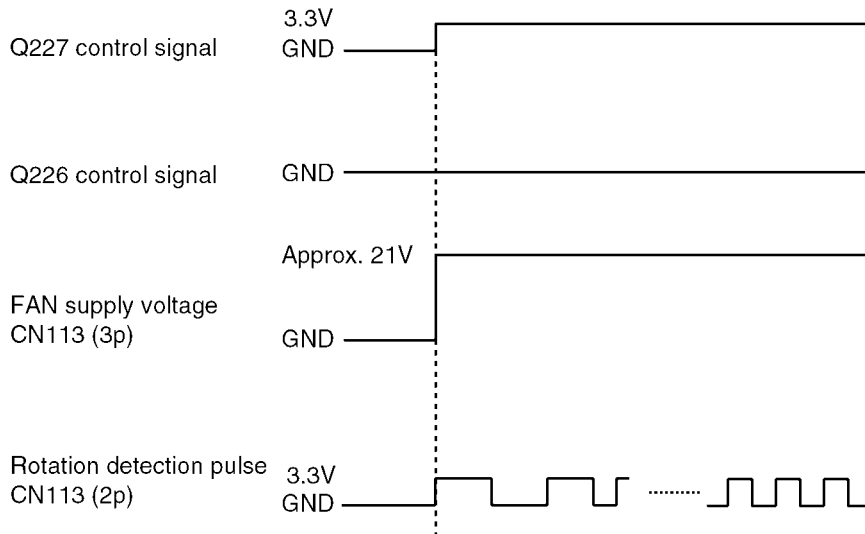 3.3V
Q227 control signal GND
Q226 control signal GND
Approx. 21V
FAN supply voltage
CN113 (3p)
GND
Rotation detection pulse 3.3V
CN113 (2p) GND